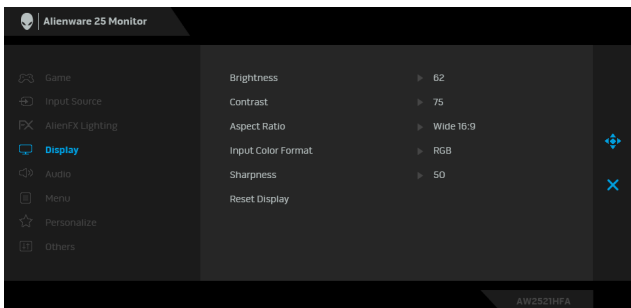 Alienware 25 Monitor
Game
Input Source
FX AlienFX Lighting
Display
Audio
Menu
Personalize
Others
Brightness 62
Contrast 75
Aspect Ratio Wide 16:9
Input Color Format RGB
Sharpness 50
Reset Display
AW2521HFA